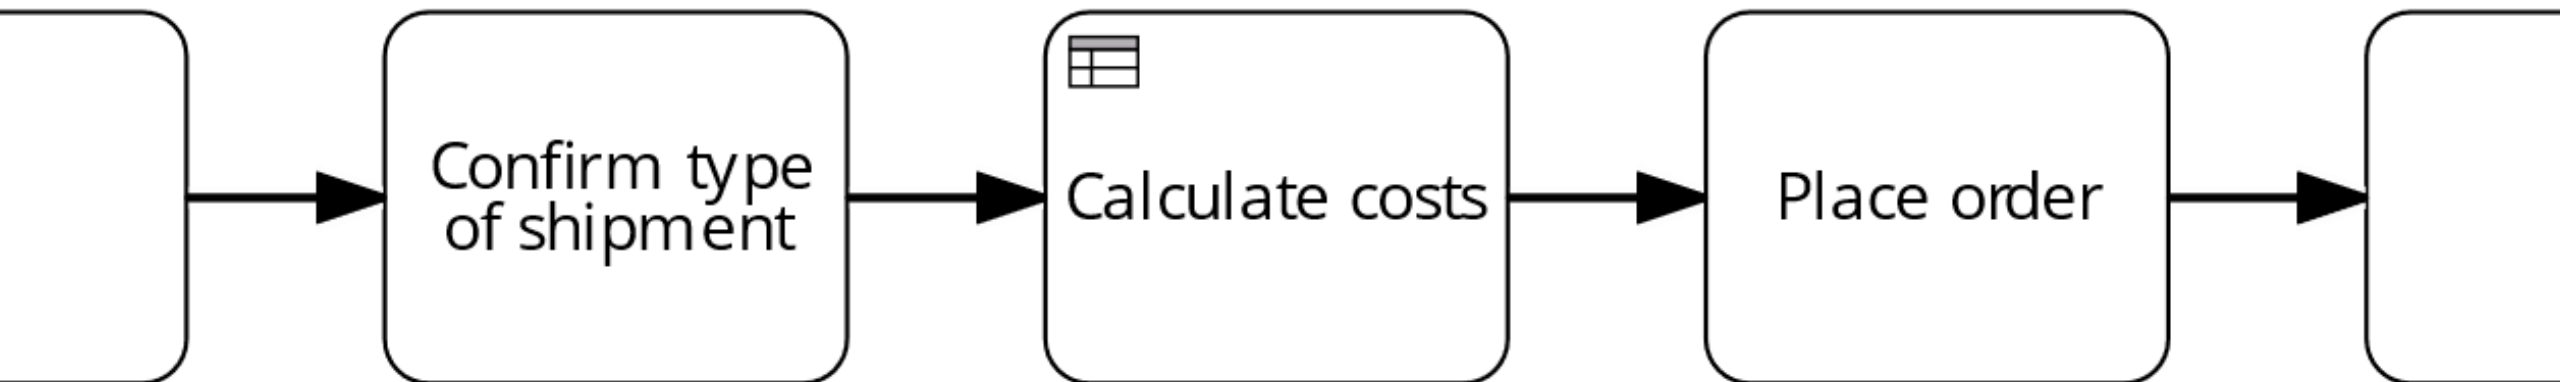 Confirm type
of shipment
Calculate costs
Place order